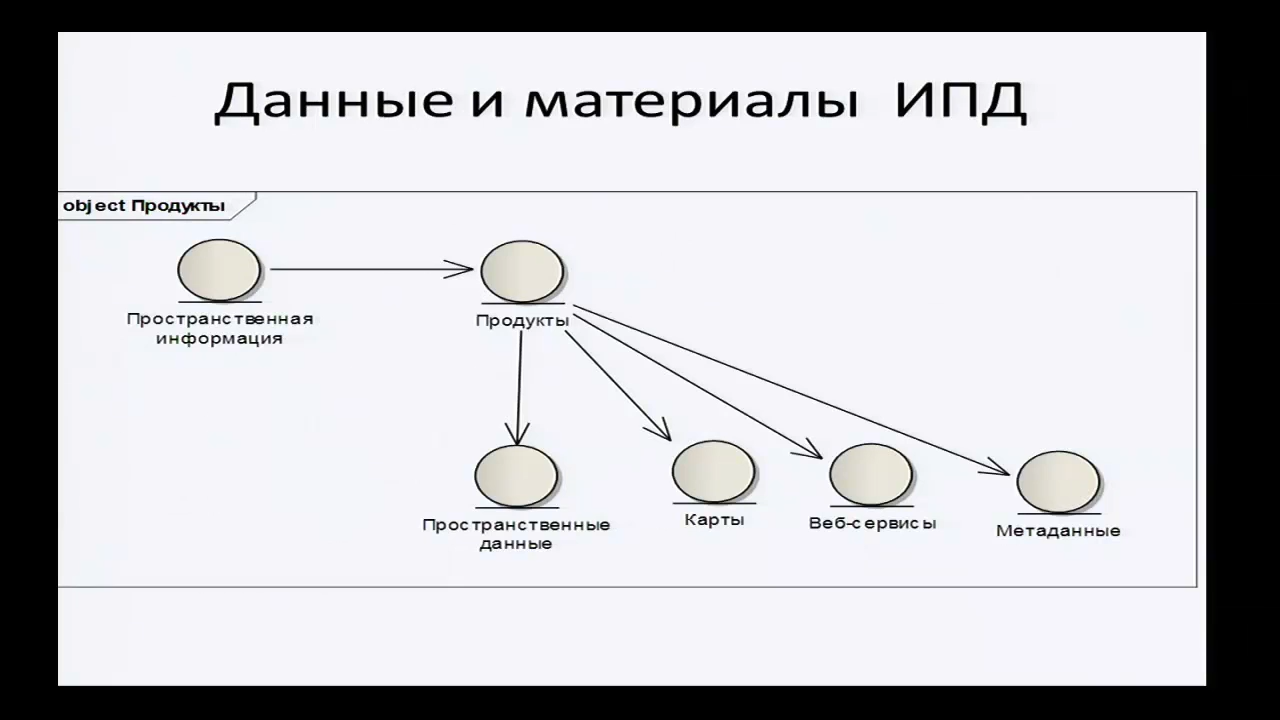 Данные и материалы ИПД
object Продукты
Пространственная
информация
Продукты
Пространственные
данные
Карты
Веб-сервисы
Метаданные